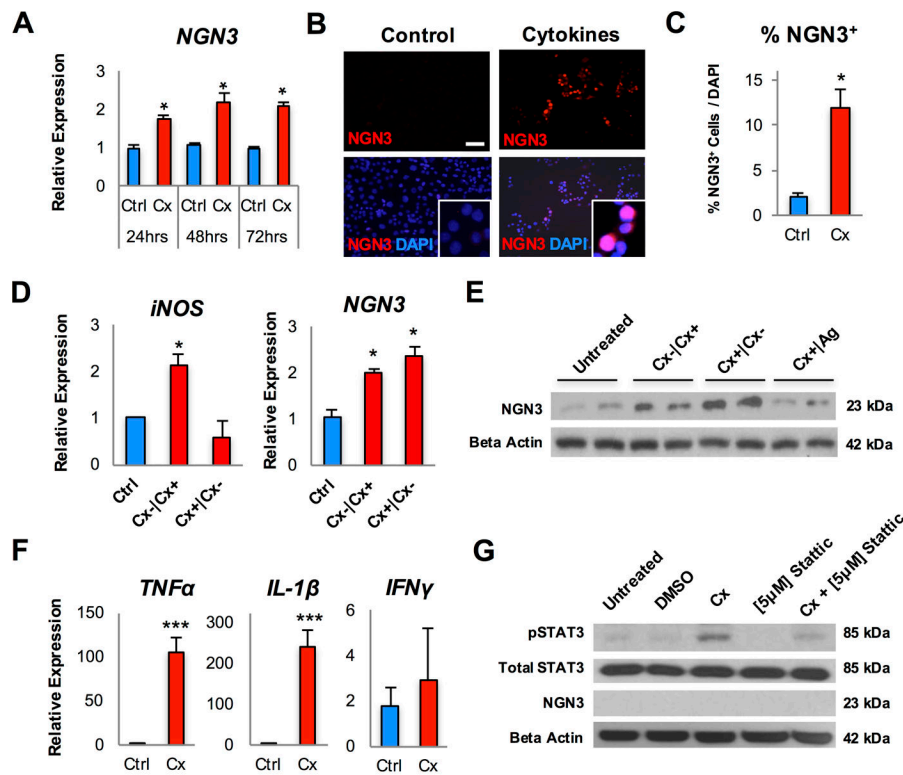 A
NGN3
Relative Expression
3
2
1
0
* * *
Ctrl Cx Ctrl Cx Ctrl Cx
24hrs 48hrs 72hrs
B
Control Cytokines
NGN3 NGN3
NGN3 DAPI NGN3 DAPI
C
% NGN3+
% NGN3+ Cells / DAPI
15
10
5
0
*
Ctrl Cx
D
iNOS
Relative Expression
3
2
1
0
*
Ctrl Cx-|Cx+ Cx+|Cx-
NGN3
Relative Expression
3
2
1
0
* *
Ctrl Cx-|Cx+ Cx+|Cx-
E
Untreated Cx-|Cx+ Cx+|Cx- Cx+|Ag
NGN3 23 kDa
Beta Actin 42 kDa
F
TNFα
Relative Expression
150
100
75
50
0
***
Ctrl Cx
IL-1β
300
200
100
0
***
Ctrl Cx
IFNγ
6
4
2
0
Ctrl Cx
G
Untreated DMSO Cx [5µM] Stattic Cx + [5µM] Stattic
pSTAT3 85 kDa
Total STAT3 85 kDa
NGN3 23 kDa
Beta Actin 42 kDa